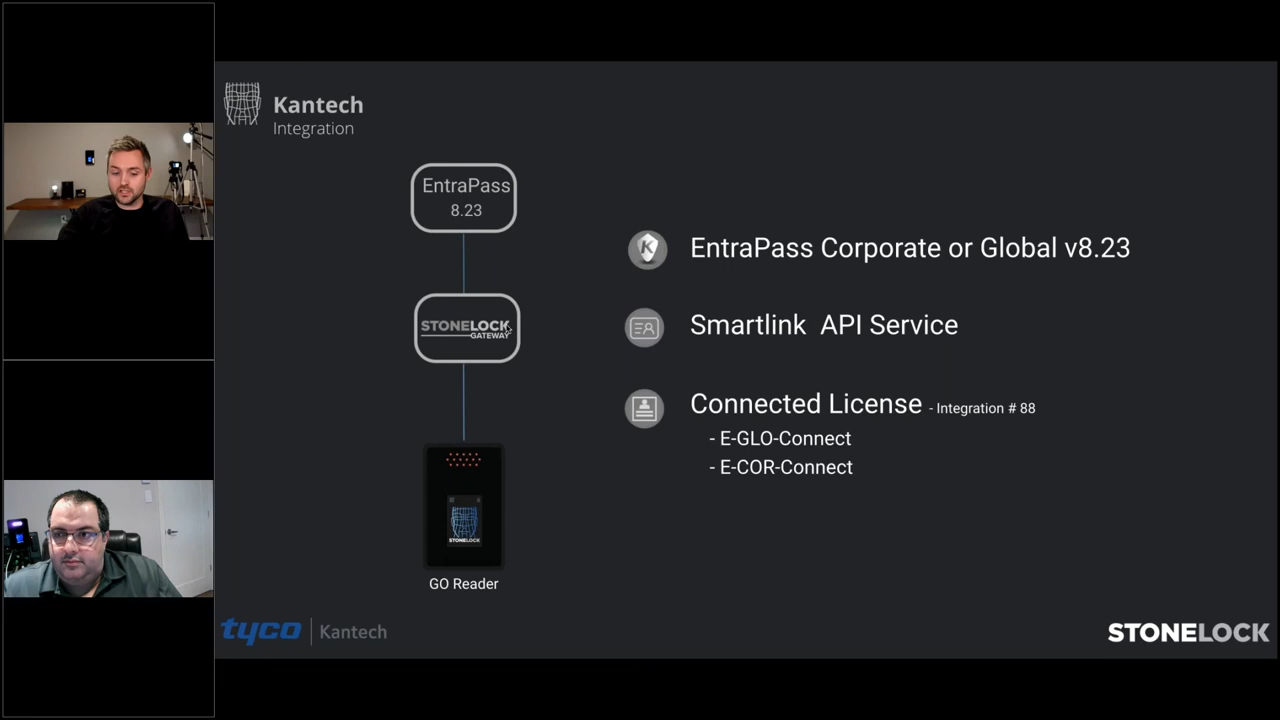 Kantech
Integration
EntraPass
8.23
STONELOCK
GATEWAY
STONELOCK
GO Reader
EntraPass Corporate or Global v8.23
Smartlink API Service
Connected License - Integration # 88
- E-GLO-Connect
- E-COR-Connect
tyco | Kantech
STONELOCK